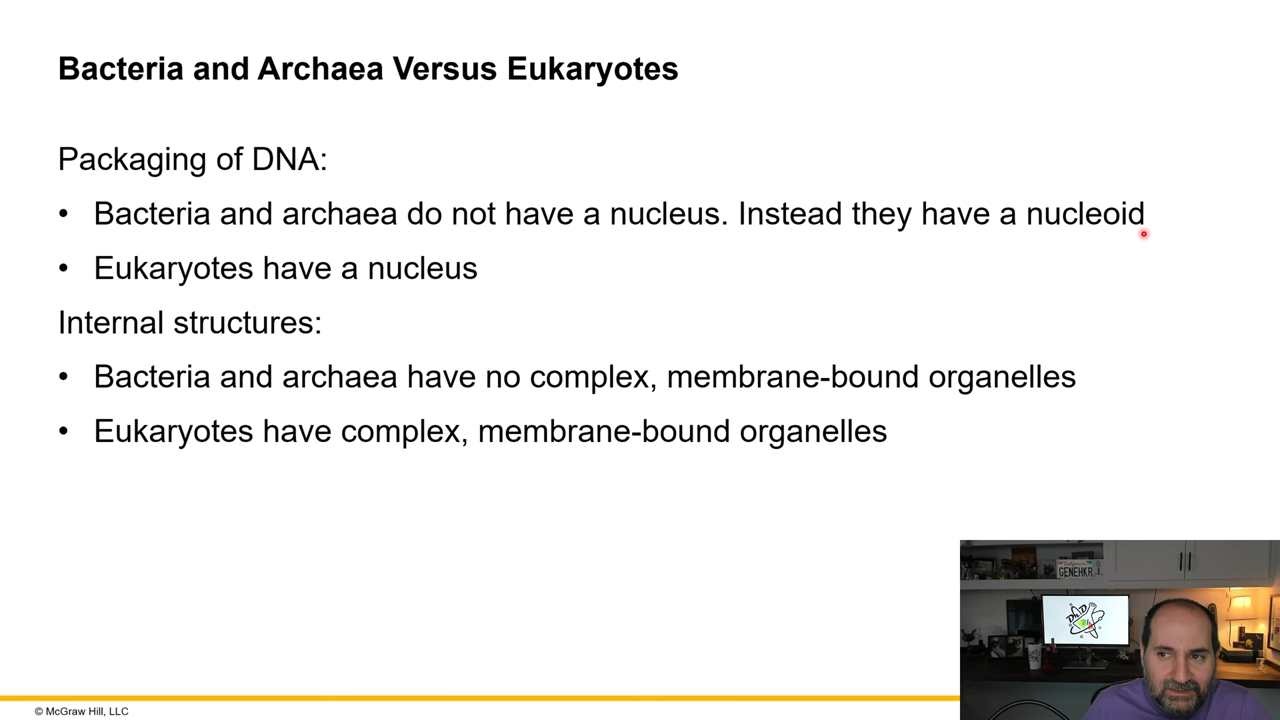 Bacteria and Archaea Versus Eukaryotes
Packaging of DNA:
• Bacteria and archaea do not have a nucleus. Instead they have a nucleoid
• Eukaryotes have a nucleus
Internal structures:
• Bacteria and archaea have no complex, membrane-bound organelles
• Eukaryotes have complex, membrane-bound organelles
GENEHKR
© McGraw Hill, LLC